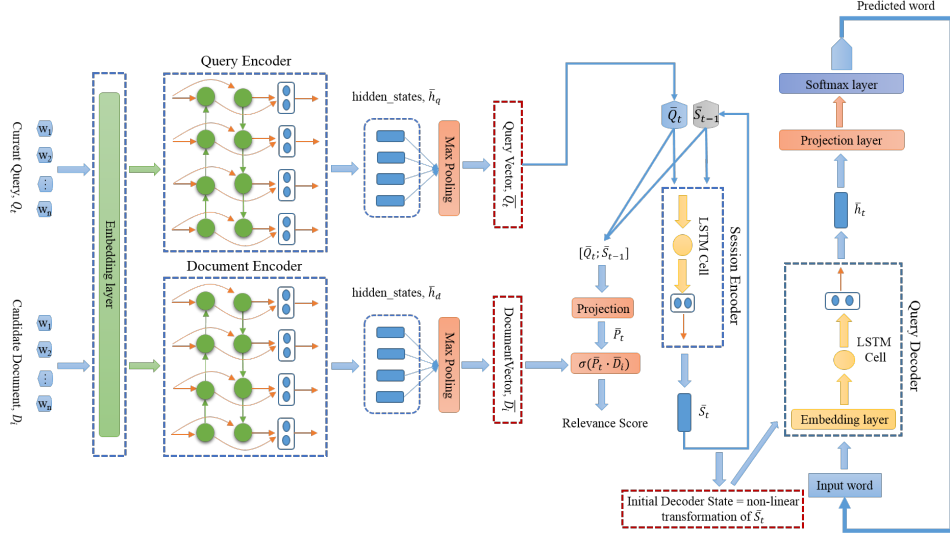 Predicted word
Query Encoder
hidden_states, h̄_q
Current Query, Q_t
w_1
w_2
⋮
w_n
Embedding layer
Max Pooling
Query Vector, Q̄_t
Q̄_t
S̄_{t−1}
Softmax layer
Projection layer
h̄_t
Document Encoder
hidden_states, h̄_d
Candidate Document, D_i
w_1
w_2
⋮
w_n
Max Pooling
DocumentVector, D̄_i
[Q̄_t; S̄_{t−1}]
Projection
P̄_t
σ(P̄_t · D̄_i)
Relevance Score
LSTM Cell
Session Encoder
S̄_t
Initial Decoder State = non-linear
transformation of S̄_t
LSTM
Cell
Query Decoder
Embedding layer
Input word